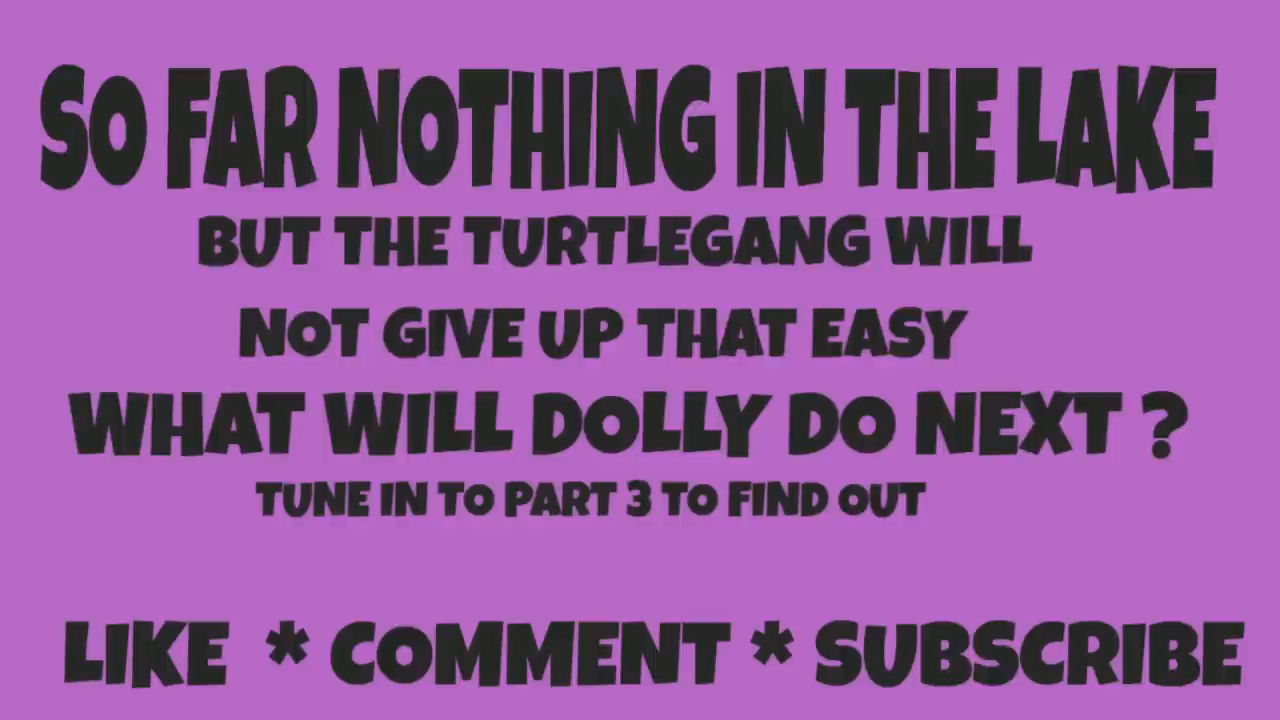 SO FAR NOTHING IN THE LAKE
BUT THE TURTLEGANG WILL
NOT GIVE UP THAT EASY
WHAT WILL DOLLY DO NEXT ?
TUNE IN TO PART 3 TO FIND OUT
LIKE * COMMENT * SUBSCRIBE